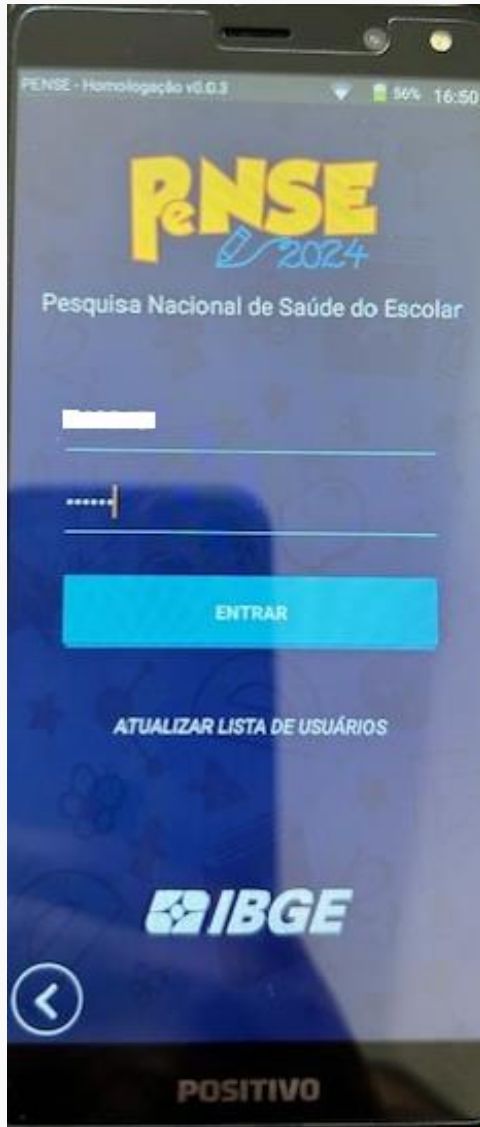 PENSE - Homologação v0.0.3 56% 16:50
PeNSE
2024
Pesquisa Nacional de Saúde do Escolar
ENTRAR
ATUALIZAR LISTA DE USUÁRIOS
IBGE
POSITIVO